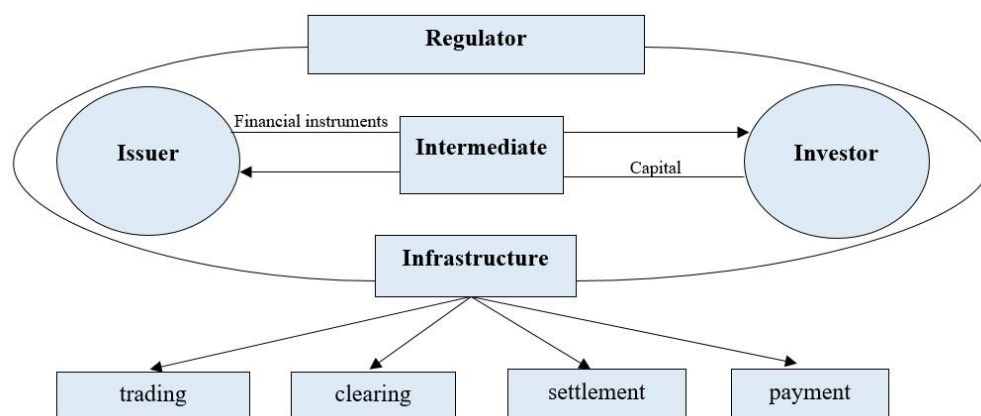 Regulator
Financial instruments
Issuer
Intermediate
Investor
Capital
Infrastructure
trading
clearing
settlement
payment